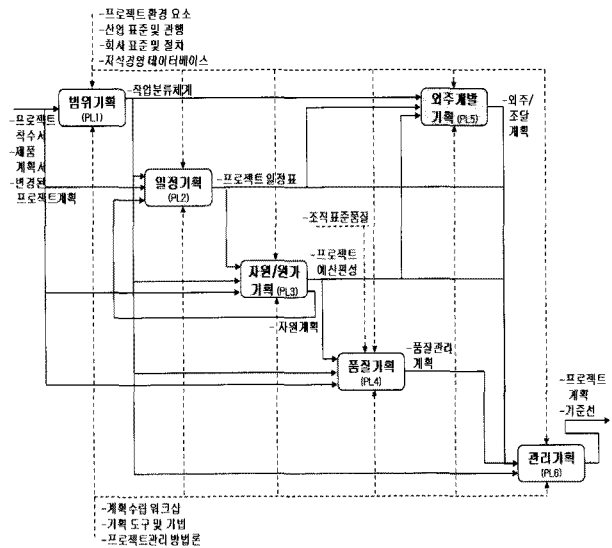 -프로젝트 환경 요소
-산업 표준 및 관행
-회사 표준 및 절차
-지식경영 데이터베이스
범위기획
(PL1)
-작업분류체계
외주개발
기획 (PL5)
-외주/
조달
계획
-프로젝트
착수서
-제품
계획서
-변경된
프로젝트계획
일정기획
(PL2)
-프로젝트 일정표
-조직표준품질
자원/원가
기획 (PL3)
-프로젝트
예산편성
-자원계획
품질기획
(PL4)
-품질관리
계획
-프로젝트
계획
-기준선
관리기획
(PL6)
-계획수립 워크샵
-기획 도구 및 기법
-프로젝트관리 방법론